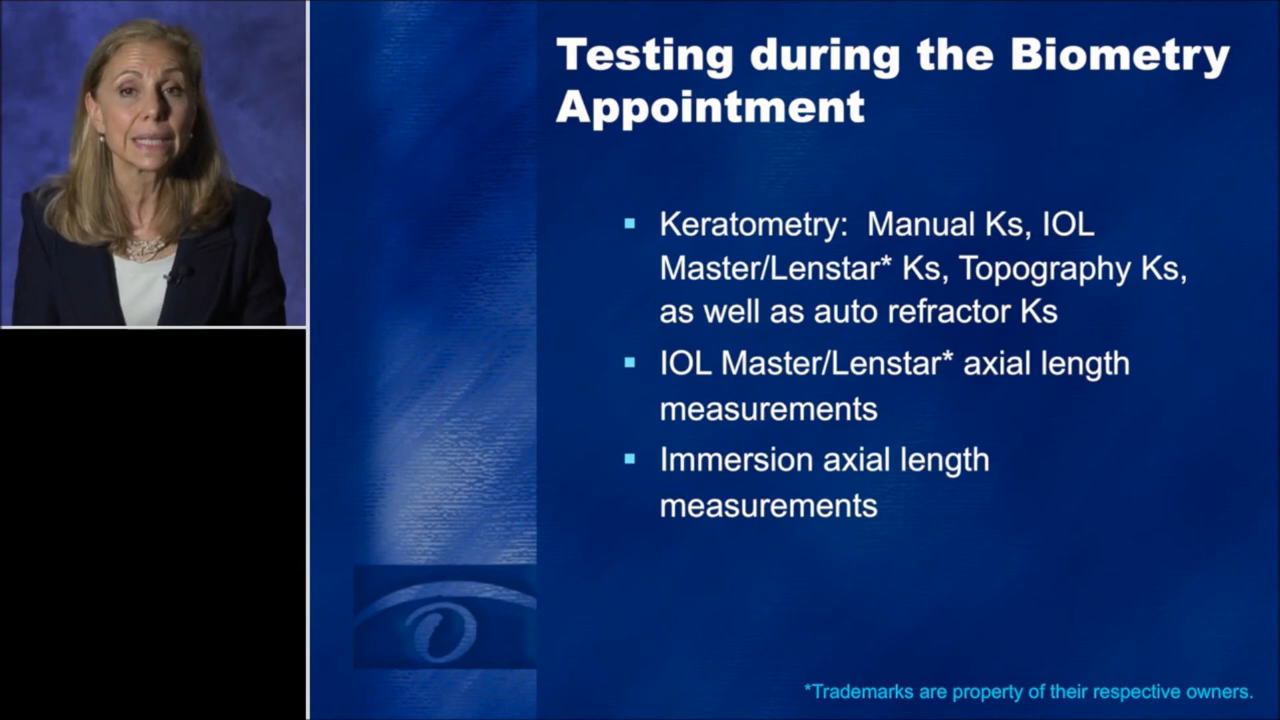 Testing during the Biometry
Appointment
▪ Keratometry:  Manual Ks, IOL
Master/Lenstar* Ks, Topography Ks,
as well as auto refractor Ks
▪ IOL Master/Lenstar* axial length
measurements
▪ Immersion axial length
measurements
*Trademarks are property of their respective owners.